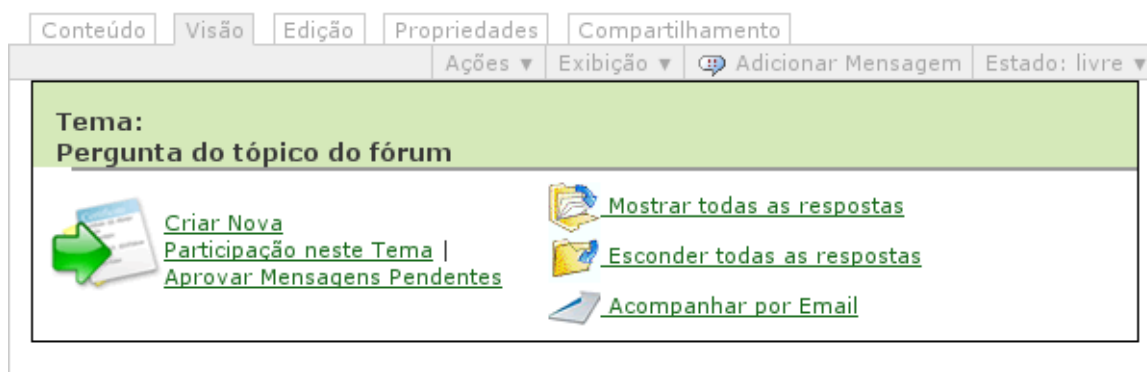 Conteúdo Visão Edição Propriedades Compartilhamento
Ações ▼ Exibição ▼ Adicionar Mensagem Estado: livre ▼
Tema:
Pergunta do tópico do fórum
Criar Nova
Participação neste Tema |
Aprovar Mensagens Pendentes
Mostrar todas as respostas
Esconder todas as respostas
Acompanhar por Email